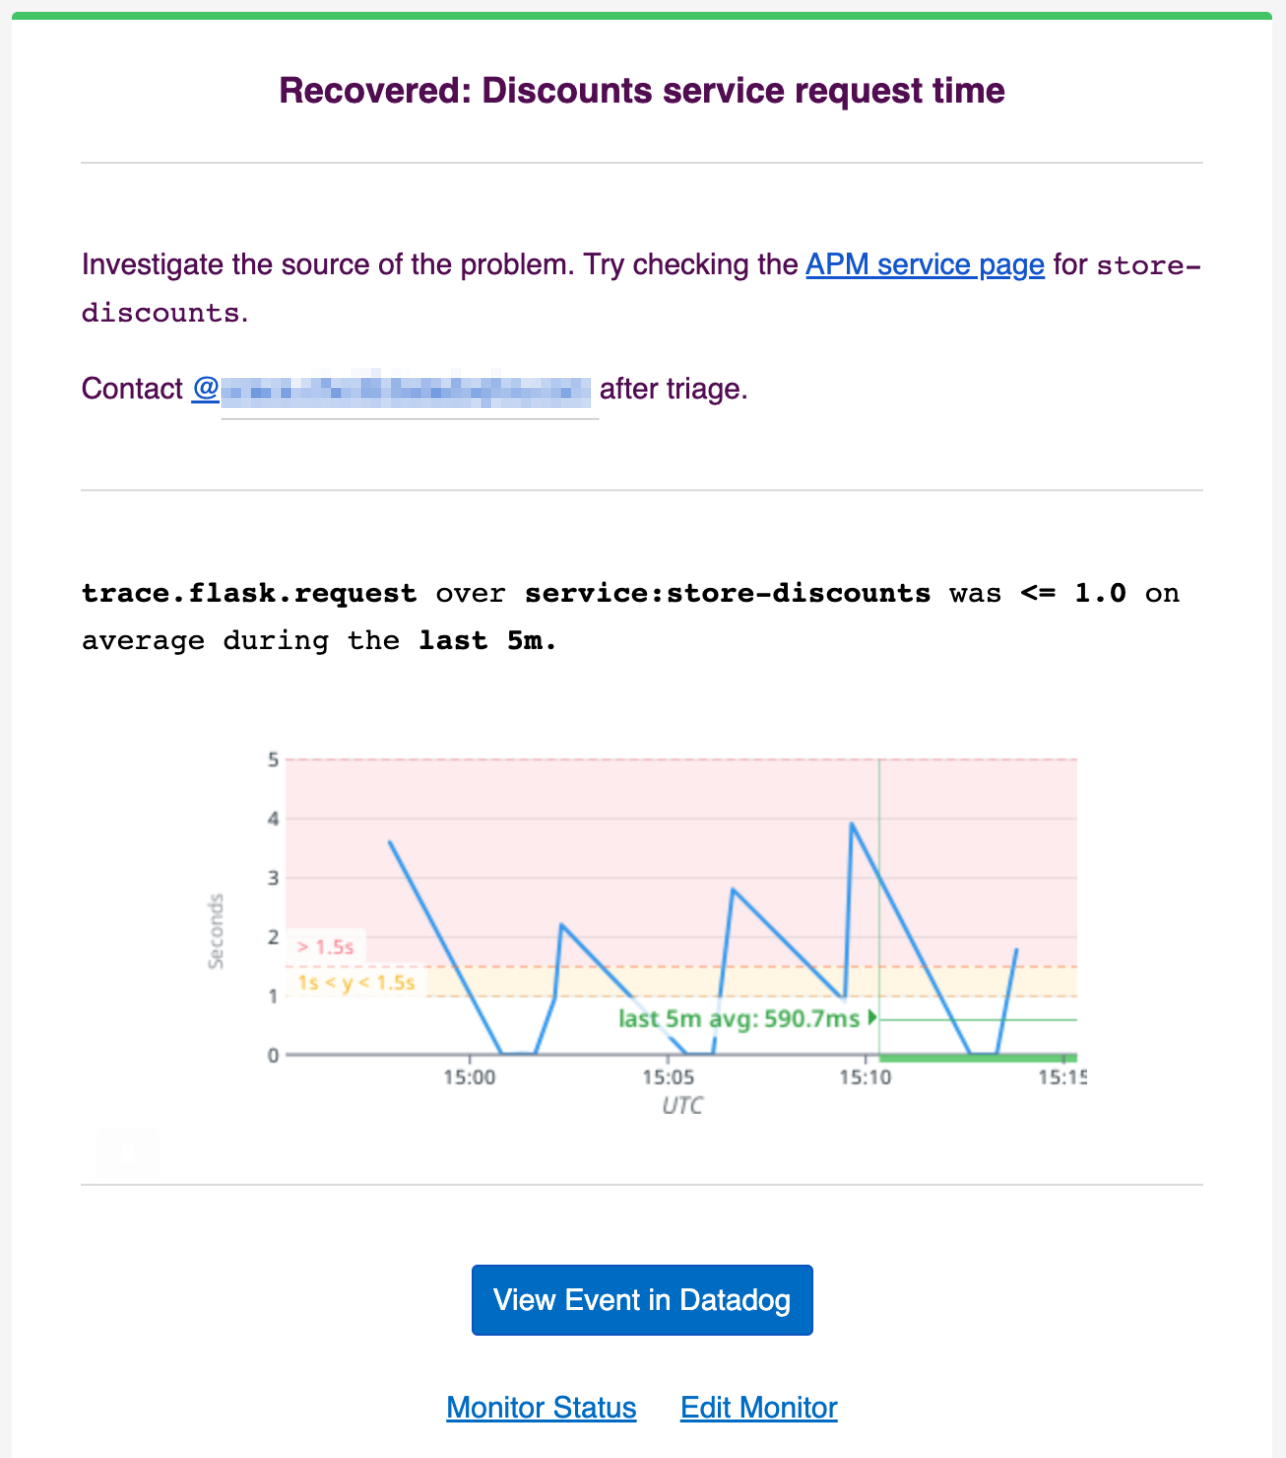 Recovered: Discounts service request time
Investigate the source of the problem. Try checking the APM service page for store-
discounts.
Contact @ after triage.
trace.flask.request over service:store-discounts was <= 1.0 on
average during the last 5m.
5
4
3
2
1
0
Seconds
> 1.5s
1s < y < 1.5s
last 5m avg: 590.7ms
15:00
15:05
15:10
15:15
UTC
View Event in Datadog
Monitor Status
Edit Monitor